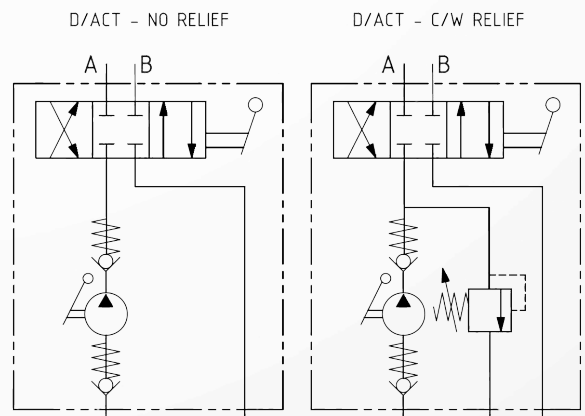 D/ACT - NO RELIEF
D/ACT - C/W RELIEF
A B
A B